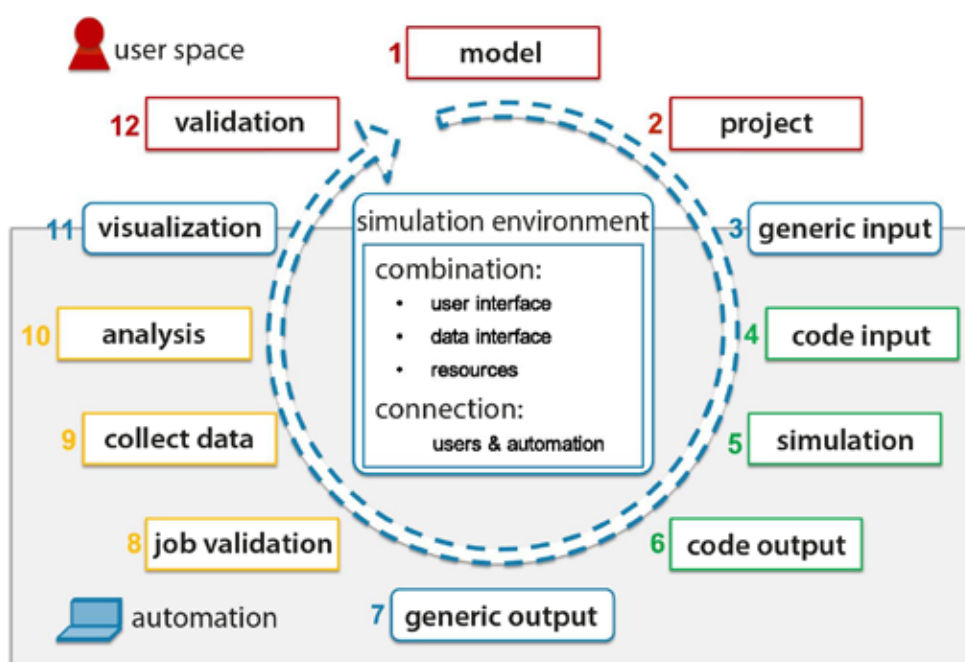 user space
1 model
2 project
12 validation
11 visualization
simulation environment
3 generic input
combination:
• user interface
• data interface
• resources
connection:
users & automation
10 analysis
4 code input
9 collect data
5 simulation
8 job validation
6 code output
7 generic output
automation